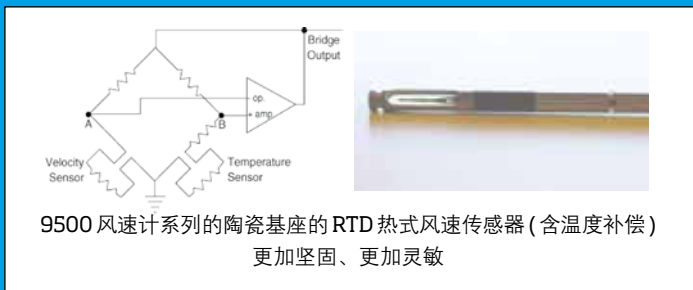 Bridge
Output
op.
amp.
A
B
Velocity
Sensor
Temperature
Sensor
9500 风速计系列的陶瓷基座的 RTD 热式风速传感器 ( 含温度补偿 )
更加坚固、更加灵敏